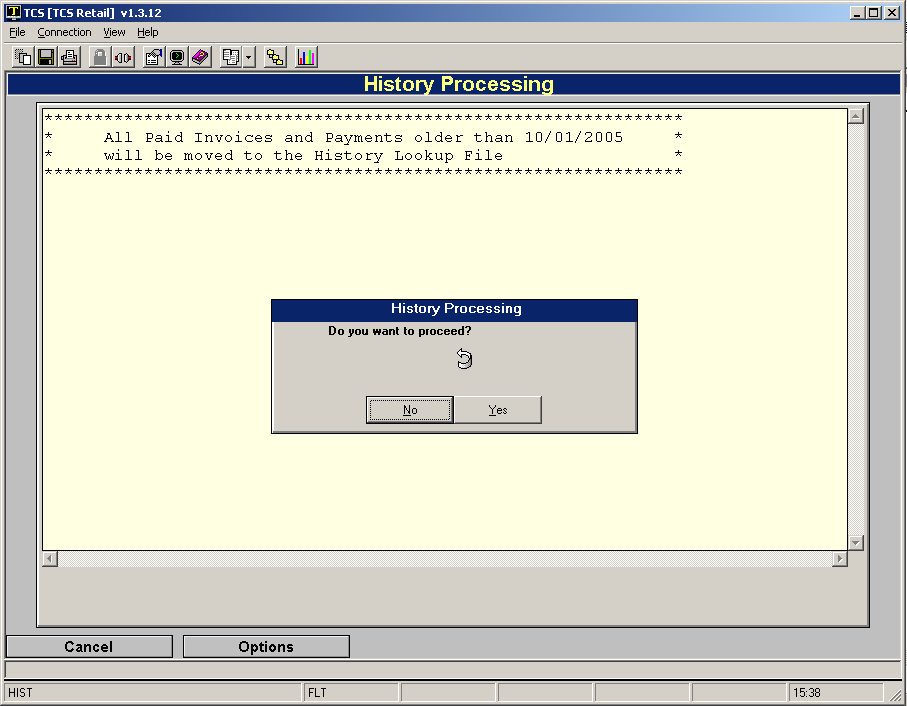 TCS [TCS Retail] v1.3.12
File Connection View Help
History Processing
****************************************************************
* All Paid Invoices and Payments older than 10/01/2005 *
* will be moved to the History Lookup File *
****************************************************************
History Processing
Do you want to proceed?
No Yes
Cancel Options
HIST FLT 15:38